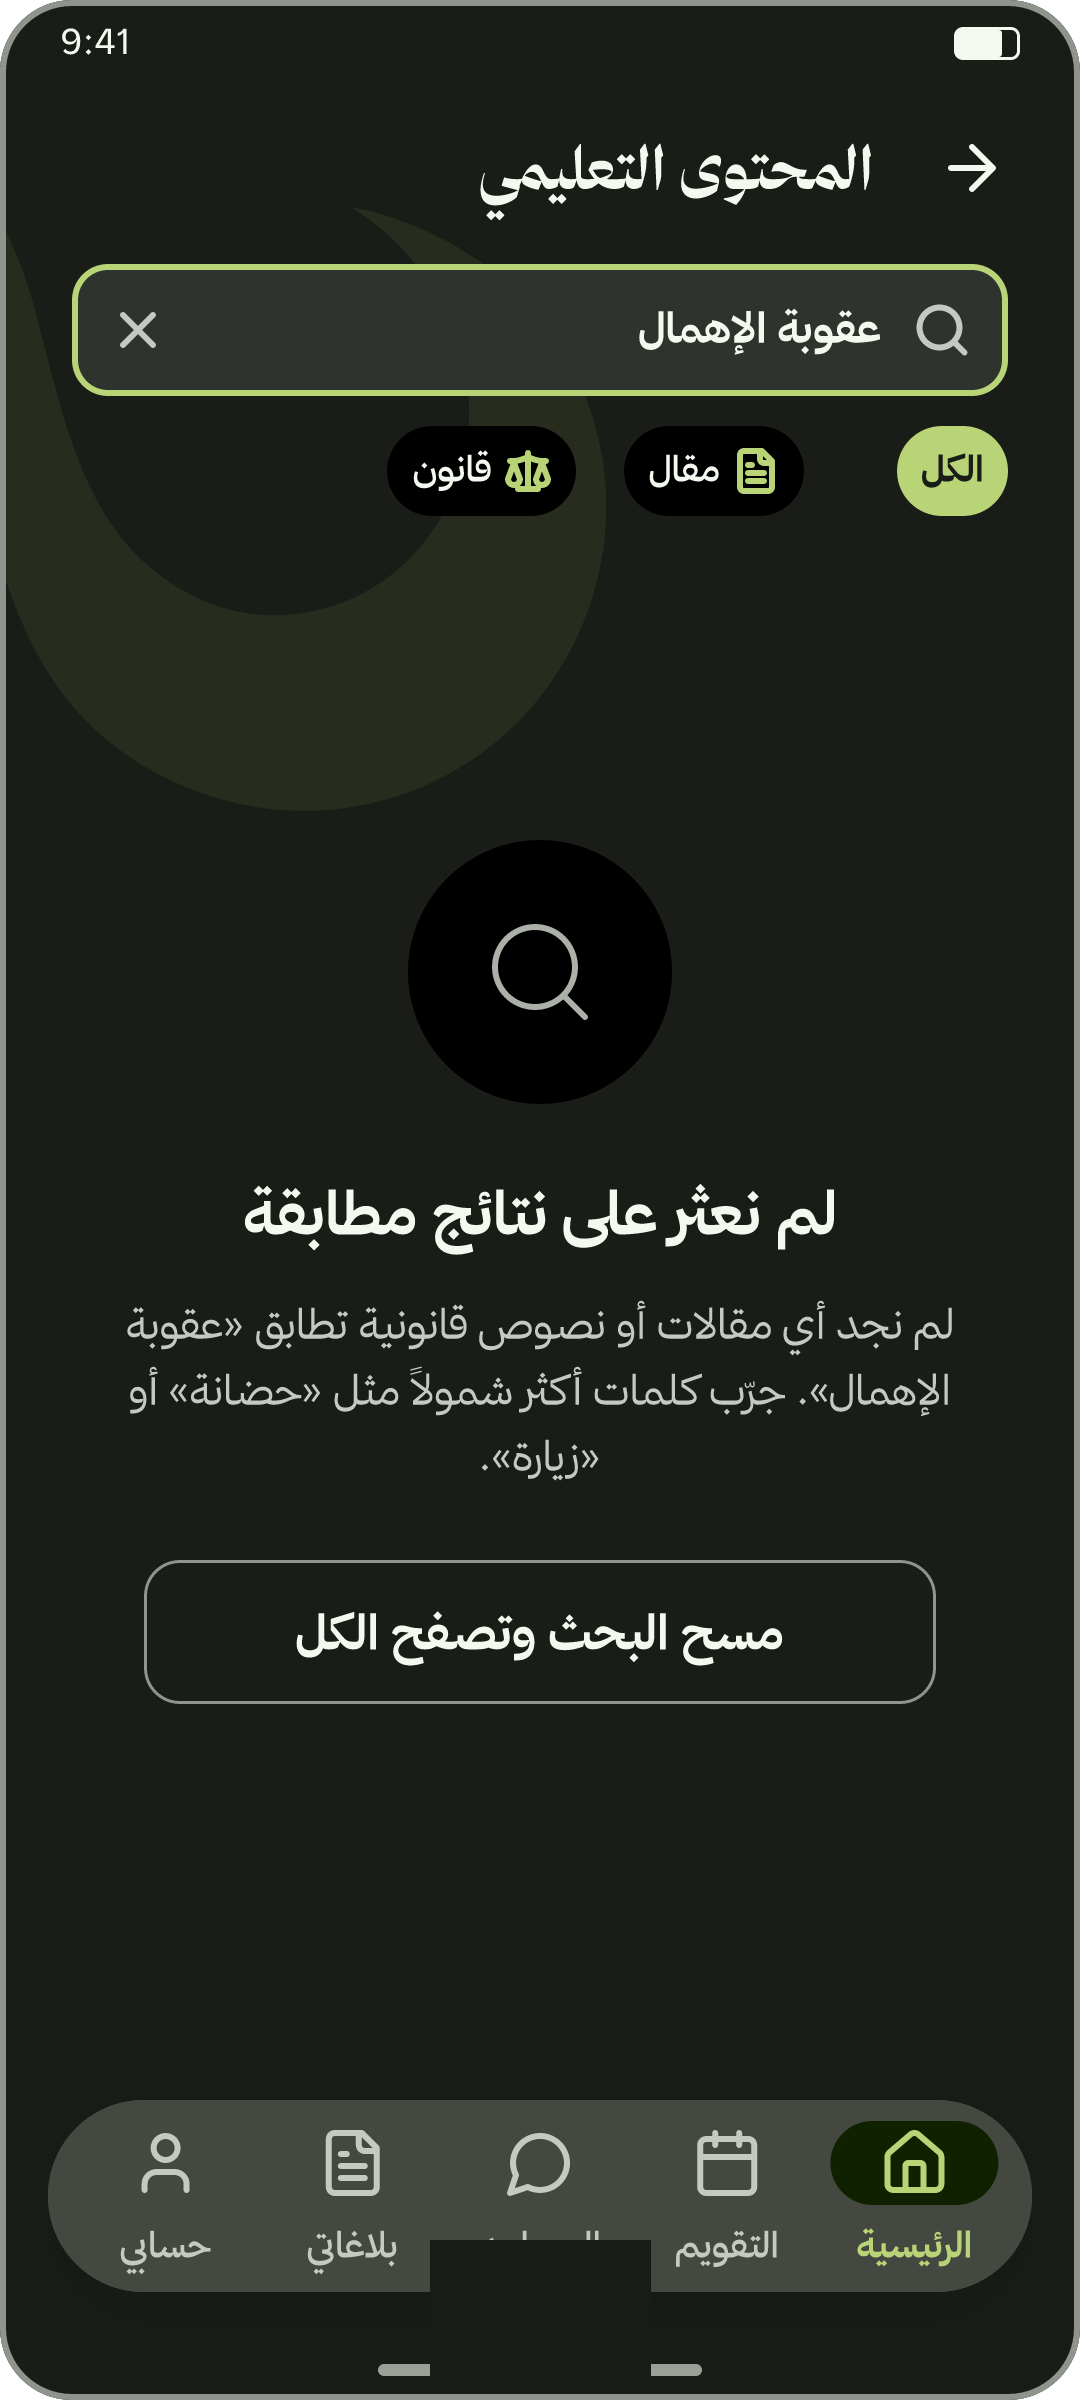 9:41
المحتوى التعليمي
عقوبة الإهمال
الكل
مقال
قانون
لم نعثر على نتائج مطابقة
لم نجد أي مقالات أو نصوص قانونية تطابق «عقوبة
الإهمال». جرّب كلمات أكثر شمولاً مثل «حضانة» أو
«زيارة».
مسح البحث وتصفح الكل
الرئيسية
التقويم
بلاغاتي
حسابي